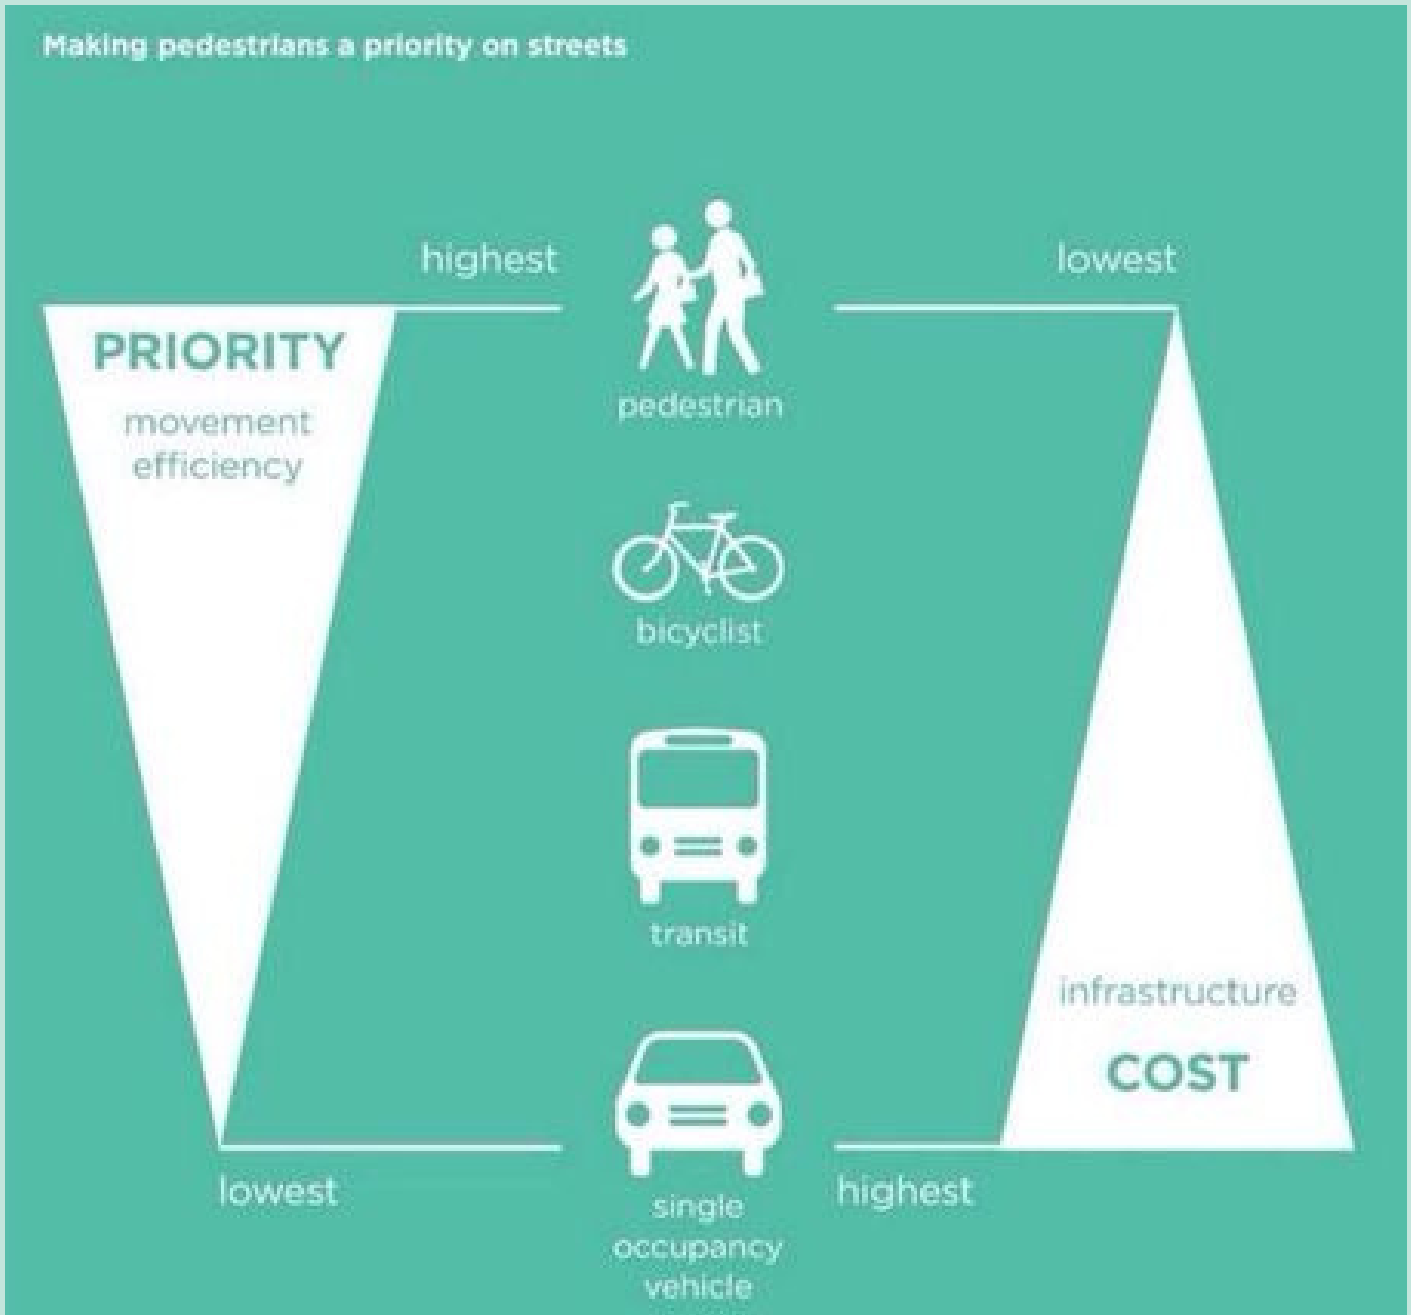 Making pedestrians a priority on streets
highest
lowest
PRIORITY
movement
efficiency
pedestrian
bicyclist
transit
infrastructure
COST
lowest
highest
single
occupancy
vehicle